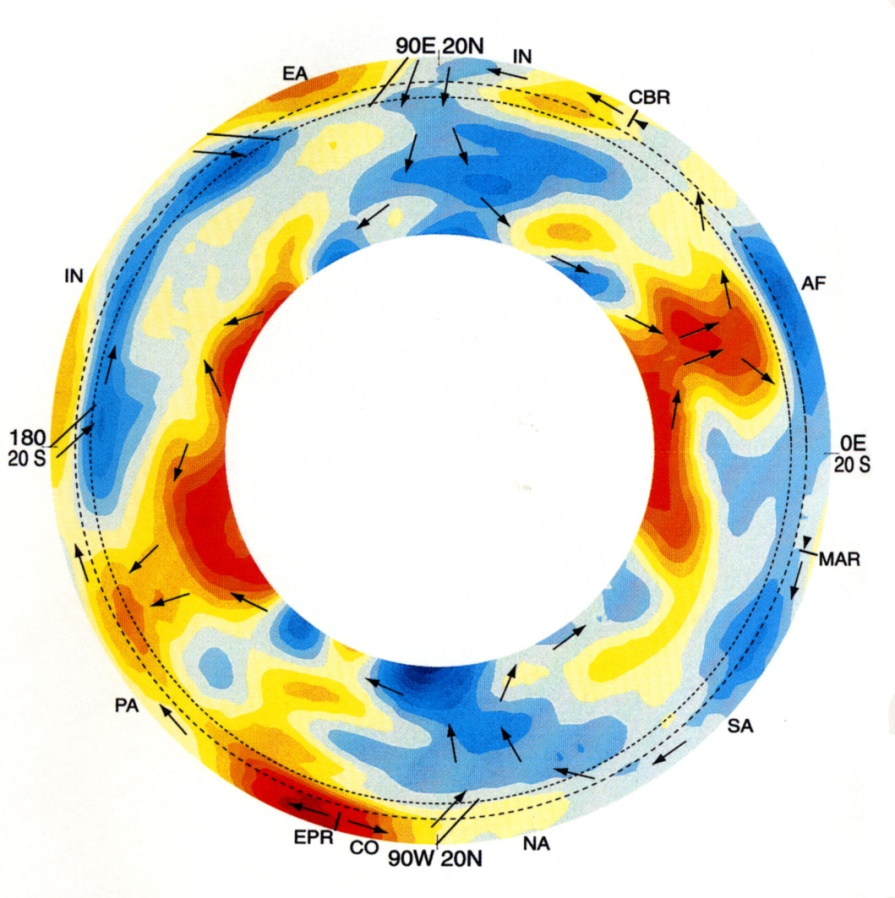 90E 20N
IN
EA
CBR
IN
AF
180
20 S
0E
20 S
MAR
PA
SA
EPR
CO
90W 20N
NA